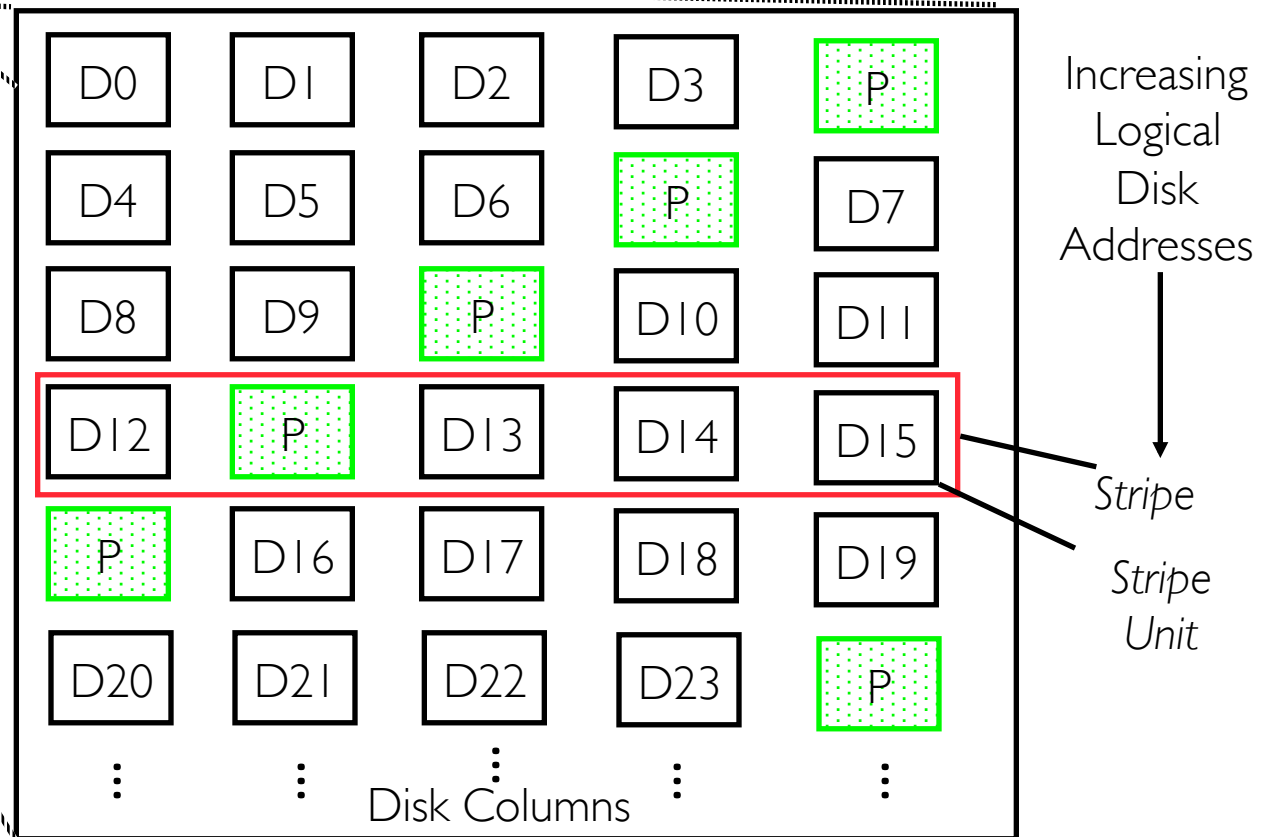 D0 D1 D2 D3 P
D4 D5 D6 P D7
D8 D9 P D10 D11
D12 P D13 D14 D15
P D16 D17 D18 D19
D20 D21 D22 D23 P
⋮ ⋮ ⋮ ⋮ ⋮
Disk Columns
Increasing
Logical
Disk
Addresses
Stripe
Stripe
Unit